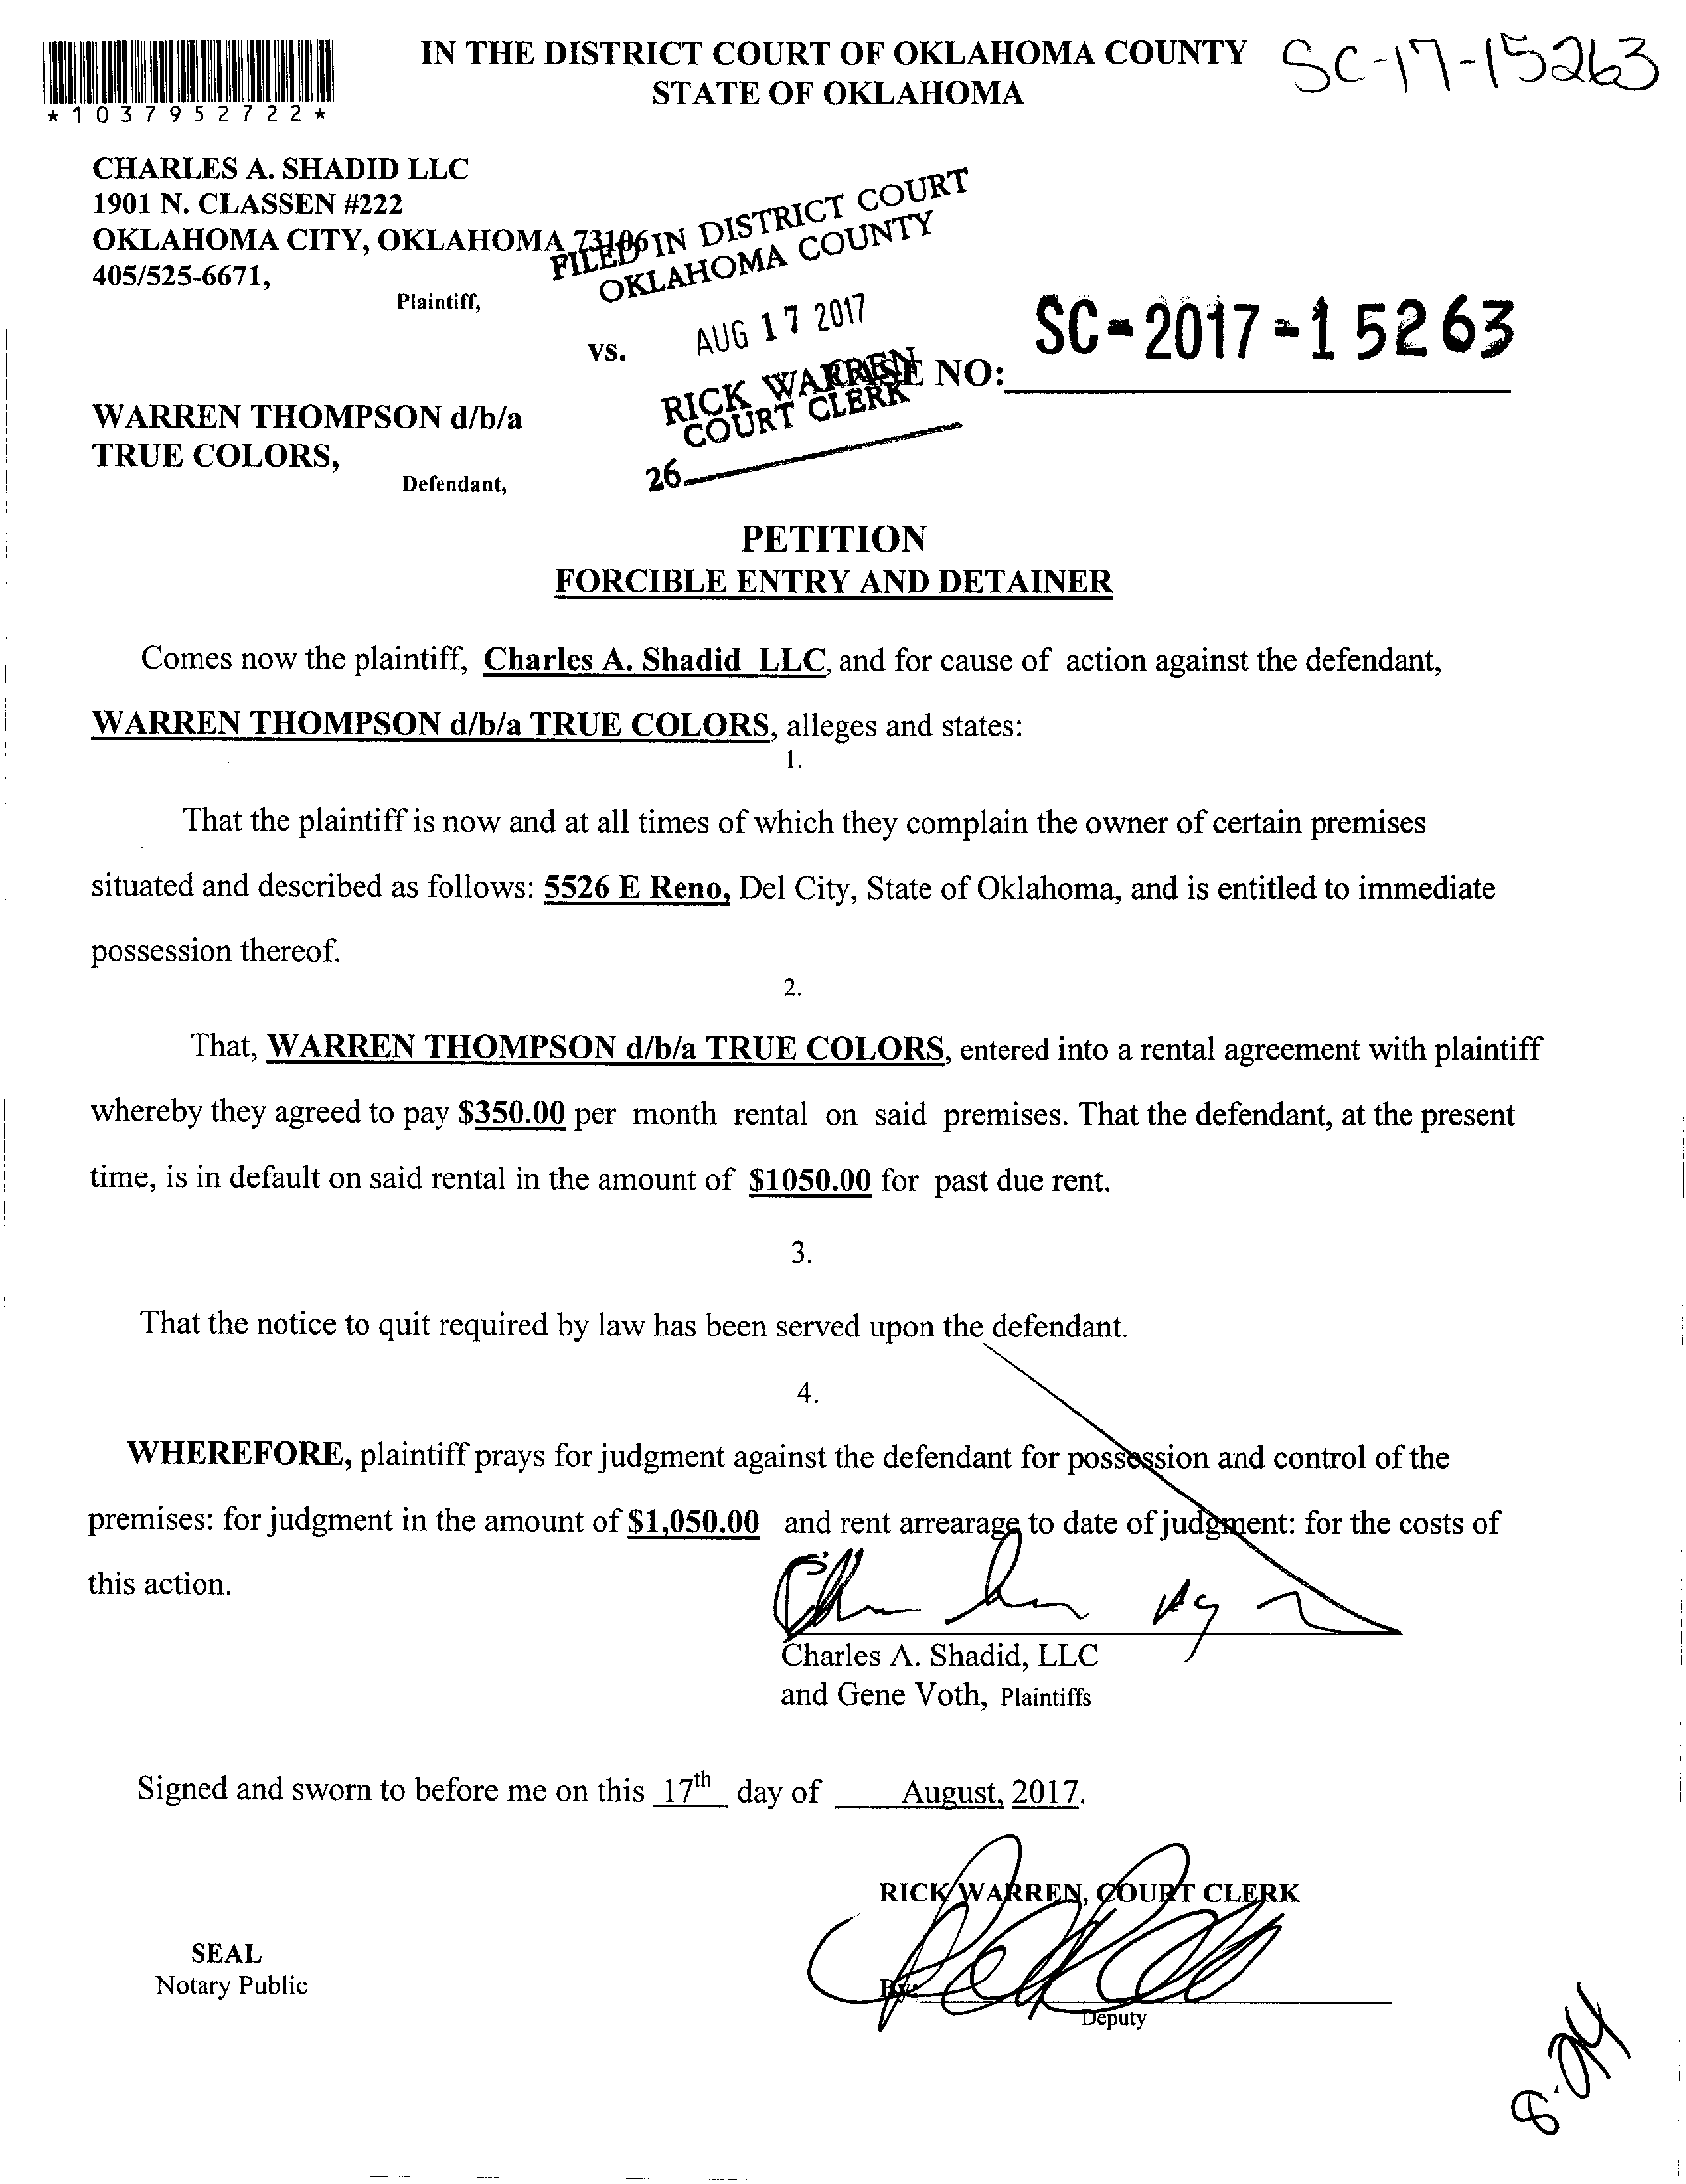 IN THE DISTRICT COURT OF OKLAHOMA COUNTY
STATE OF OKLAHOMA
SC-17-15263
*1037952722*
CHARLES A. SHADID LLC
1901 N. CLASSEN #222
OKLAHOMA CITY, OKLAHOMA 73106
405/525-6671,
Plaintiff,
FILED IN DISTRICT COURT
OKLAHOMA COUNTY
AUG 17 2017
RICK WARREN
COURT CLERK
26
vs.
CASE NO: SC-2017-15263
WARREN THOMPSON d/b/a
TRUE COLORS,
Defendant,
PETITION
FORCIBLE ENTRY AND DETAINER
Comes now the plaintiff, Charles A. Shadid LLC, and for cause of action against the defendant,
WARREN THOMPSON d/b/a TRUE COLORS, alleges and states:
1.
That the plaintiff is now and at all times of which they complain the owner of certain premises
situated and described as follows: 5526 E Reno, Del City, State of Oklahoma, and is entitled to immediate
possession thereof.
2.
That, WARREN THOMPSON d/b/a TRUE COLORS, entered into a rental agreement with plaintiff
whereby they agreed to pay $350.00 per month rental on said premises. That the defendant, at the present
time, is in default on said rental in the amount of $1050.00 for past due rent.
3.
That the notice to quit required by law has been served upon the defendant.
4.
WHEREFORE, plaintiff prays for judgment against the defendant for possession and control of the
premises: for judgment in the amount of $1,050.00 and rent arrearage to date of judgment: for the costs of
this action.
Charles A. Shadid, LLC
and Gene Voth, Plaintiffs
Signed and sworn to before me on this 17th day of August, 2017.
RICK WARREN, COURT CLERK
SEAL
Notary Public
By:
Deputy
8-24